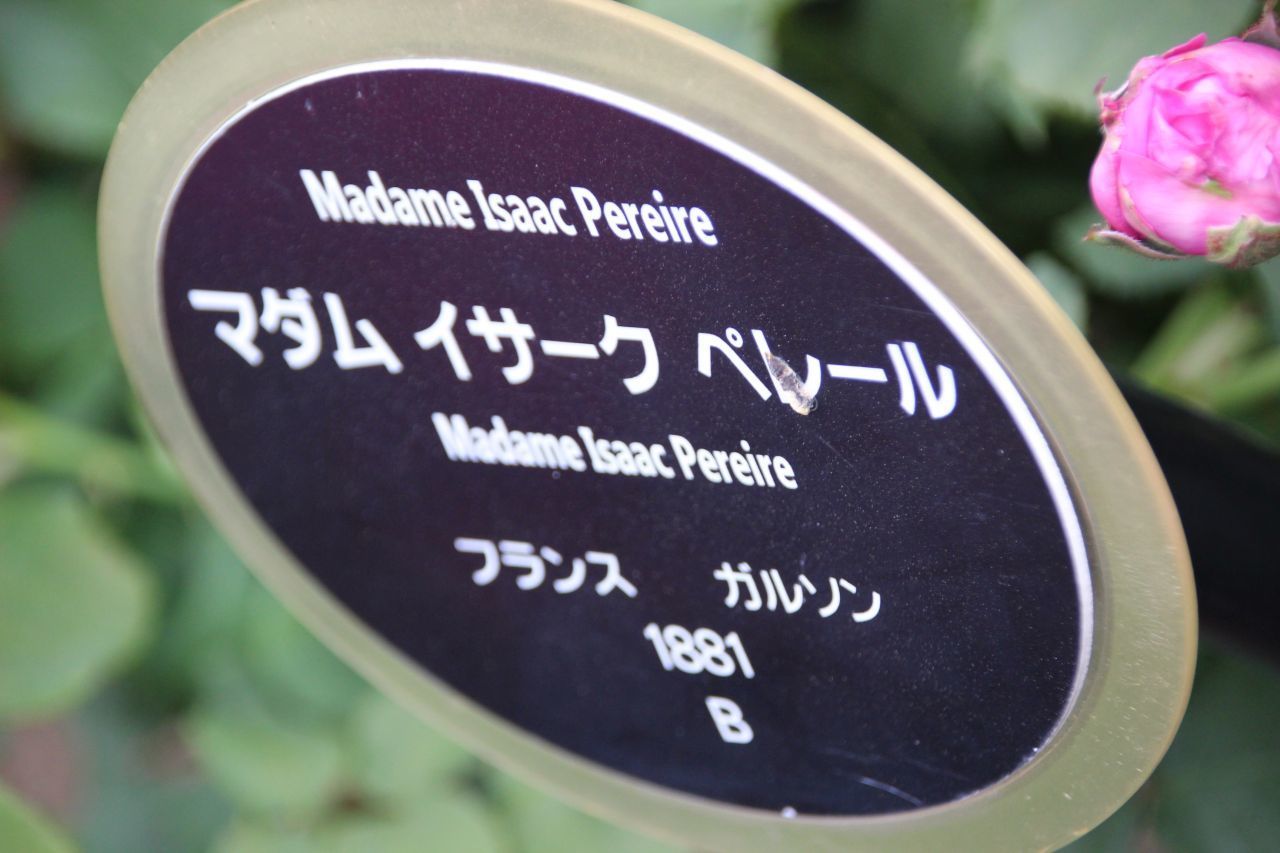 Madame Isaac Pereire
マダム イサーク ペレール
Madame Isaac Pereire
フランス ガルソン
1881
B